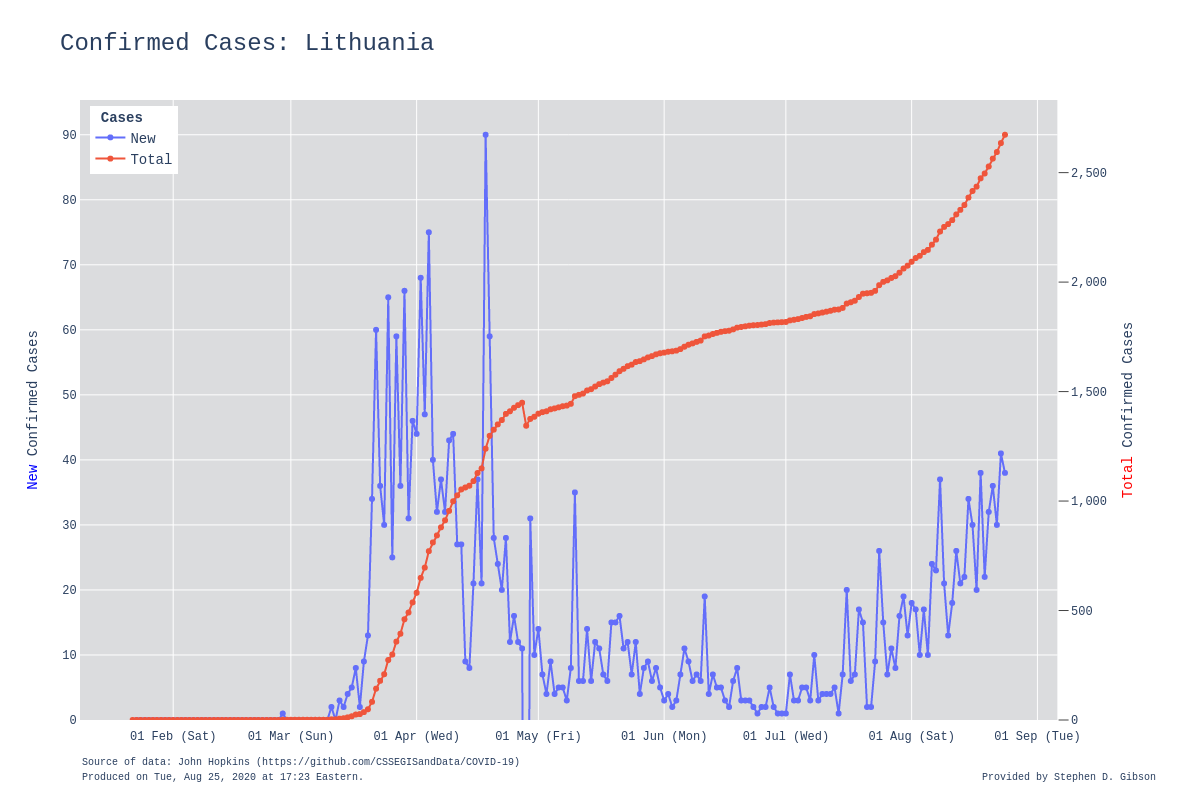 Confirmed Cases: Lithuania
Cases
New
Total
90
80
70
60
50
40
30
20
10
0
New Confirmed Cases
2,500
2,000
1,500
1,000
500
0
Total Confirmed Cases
01 Feb (Sat)
01 Mar (Sun)
01 Apr (Wed)
01 May (Fri)
01 Jun (Mon)
01 Jul (Wed)
01 Aug (Sat)
01 Sep (Tue)
Source of data: John Hopkins (https://github.com/CSSEGISandData/COVID-19)
Produced on Tue, Aug 25, 2020 at 17:23 Eastern.
Provided by Stephen D. Gibson